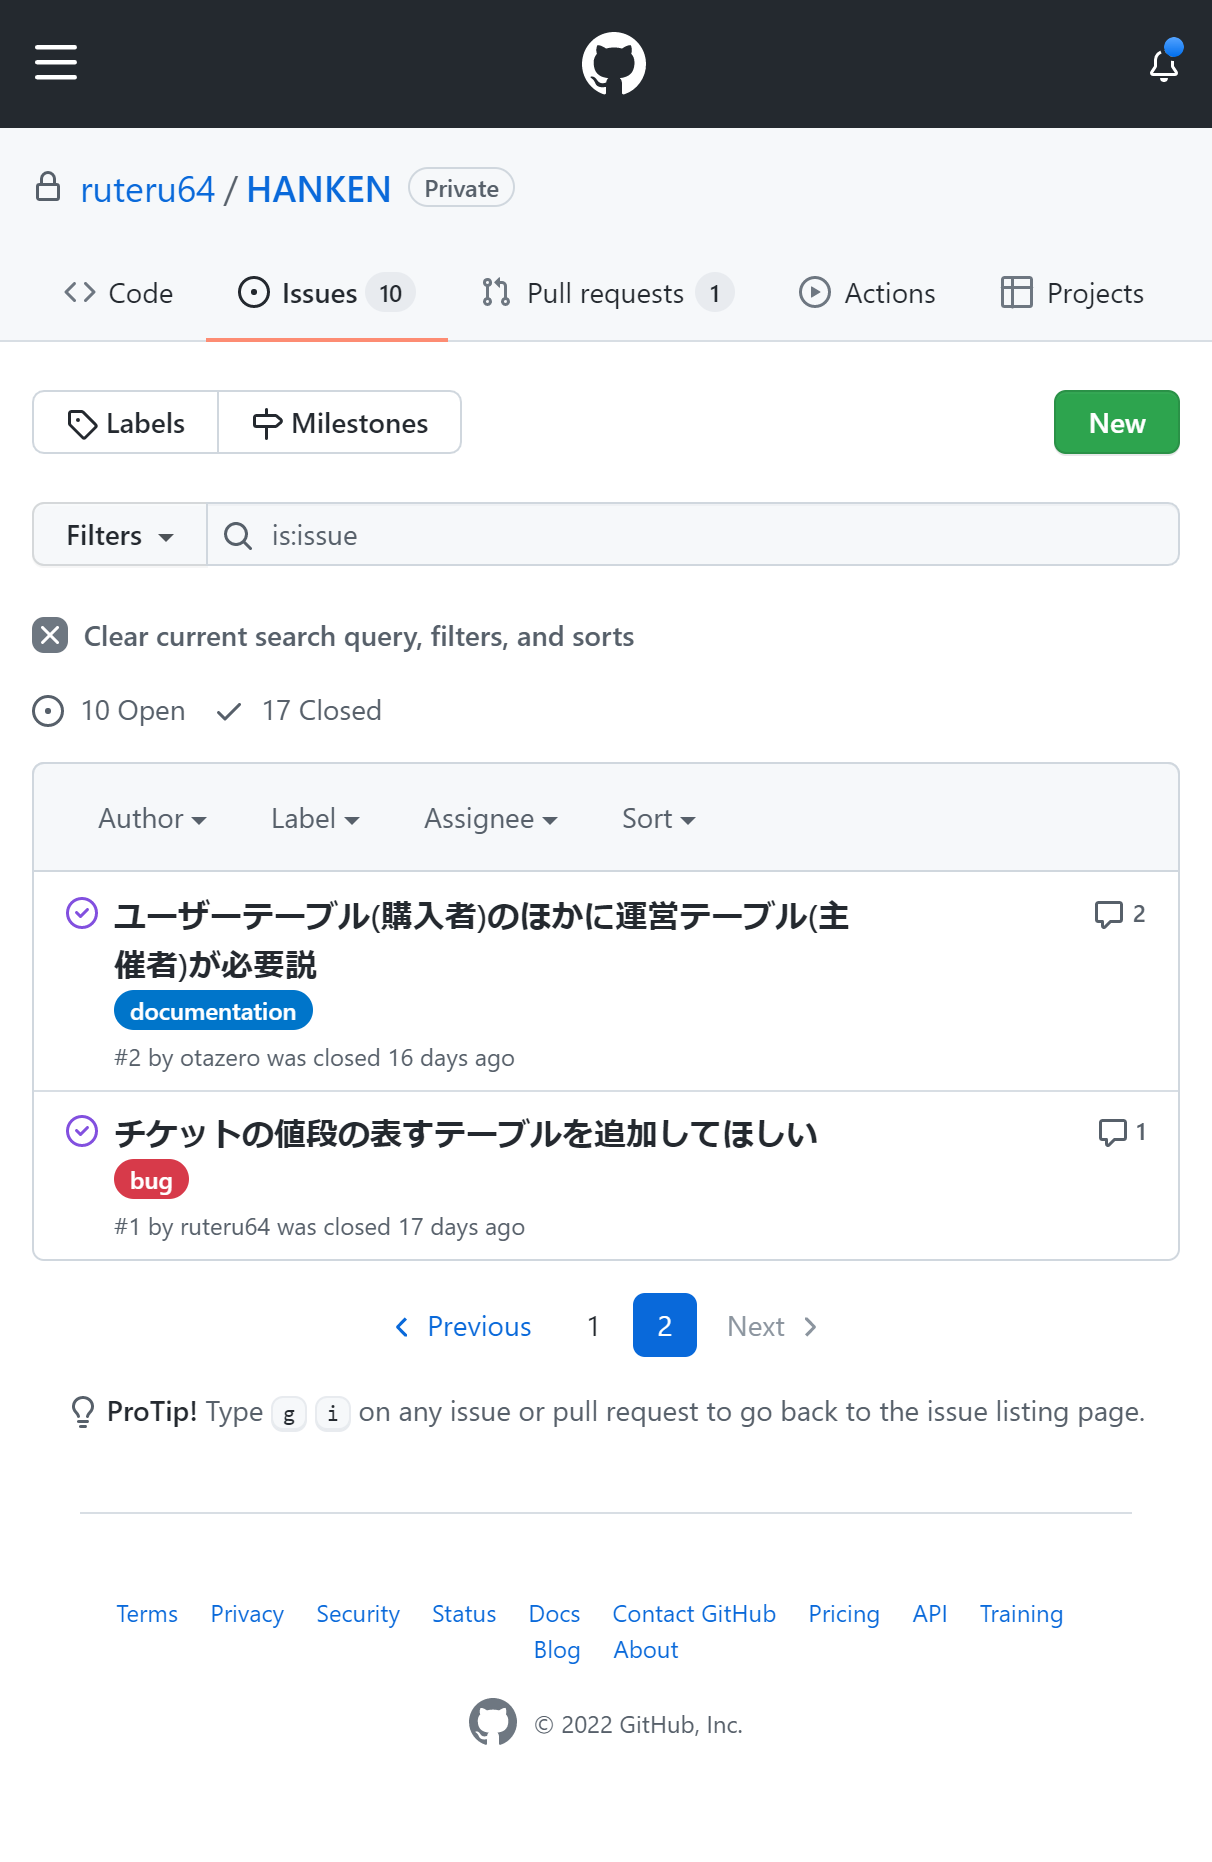 ruteru64 / HANKEN Private
Code Issues 10 Pull requests 1 Actions Projects
Labels Milestones New
Filters is:issue
Clear current search query, filters, and sorts
10 Open 17 Closed
Author Label Assignee Sort
ユーザーテーブル(購入者)のほかに運営テーブル(主 2
催者)が必要説
documentation
#2 by otazero was closed 16 days ago
チケットの値段の表すテーブルを追加してほしい 1
bug
#1 by ruteru64 was closed 17 days ago
Previous 1 2 Next
ProTip! Type g i on any issue or pull request to go back to the issue listing page.
Terms Privacy Security Status Docs Contact GitHub Pricing API Training
Blog About
© 2022 GitHub, Inc.